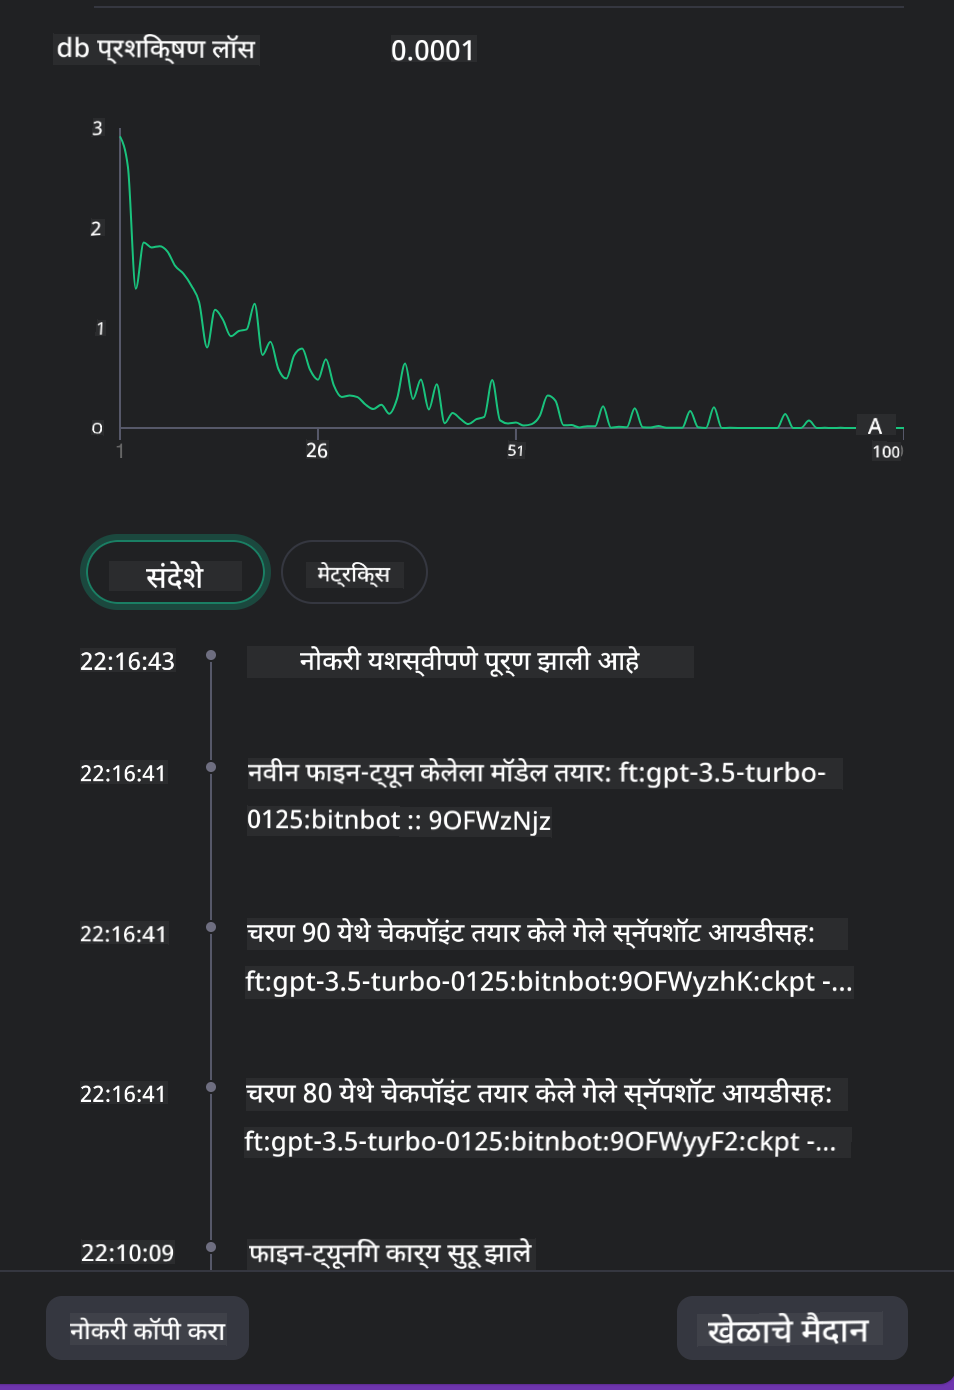 db प्रशिक्षण लॉस 0.0001
3
2
1
0
1 26 51 100
A
संदेशे मेट्रिक्स
22:16:43 नोकरी यशस्वीपणे पूर्ण झाली आहे
22:16:41 नवीन फाइन-ट्यून केलेला मॉडेल तयार: ft:gpt-3.5-turbo-
0125:bitnbot :: 9OFWzNjz
22:16:41 चरण 90 येथे चेकपॉइंट तयार केले गेले स्नॅपशॉट आयडीसह:
ft:gpt-3.5-turbo-0125:bitnbot:9OFWyzhK:ckpt -...
22:16:41 चरण 80 येथे चेकपॉइंट तयार केले गेले स्नॅपशॉट आयडीसह:
ft:gpt-3.5-turbo-0125:bitnbot:9OFWyyF2:ckpt -...
22:10:09 फाइन-ट्यूनगि कार्य सुरू झाले
नोकरी कॉपी करा खेळाचे मैदान